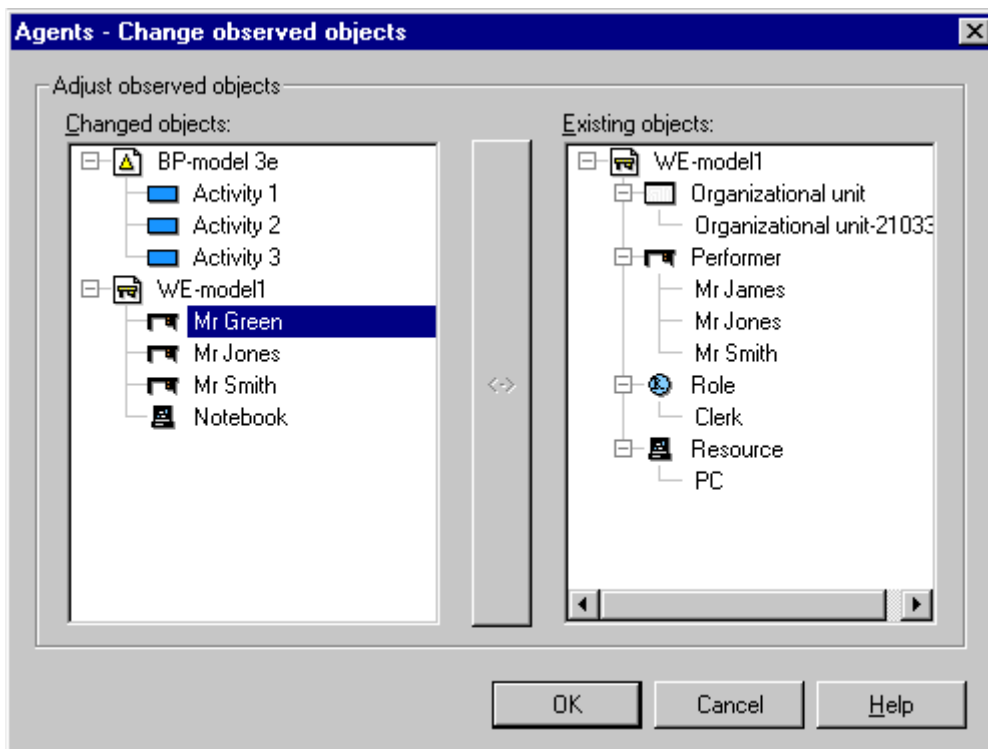 Agents - Change observed objects
Adjust observed objects
Changed objects:
BP-model 3e
Activity 1
Activity 2
Activity 3
WE-model1
Mr Green
Mr Jones
Mr Smith
Notebook
<->
Existing objects:
WE-model1
Organizational unit
Organizational unit-21033
Performer
Mr James
Mr Jones
Mr Smith
Role
Clerk
Resource
PC
OK
Cancel
Help